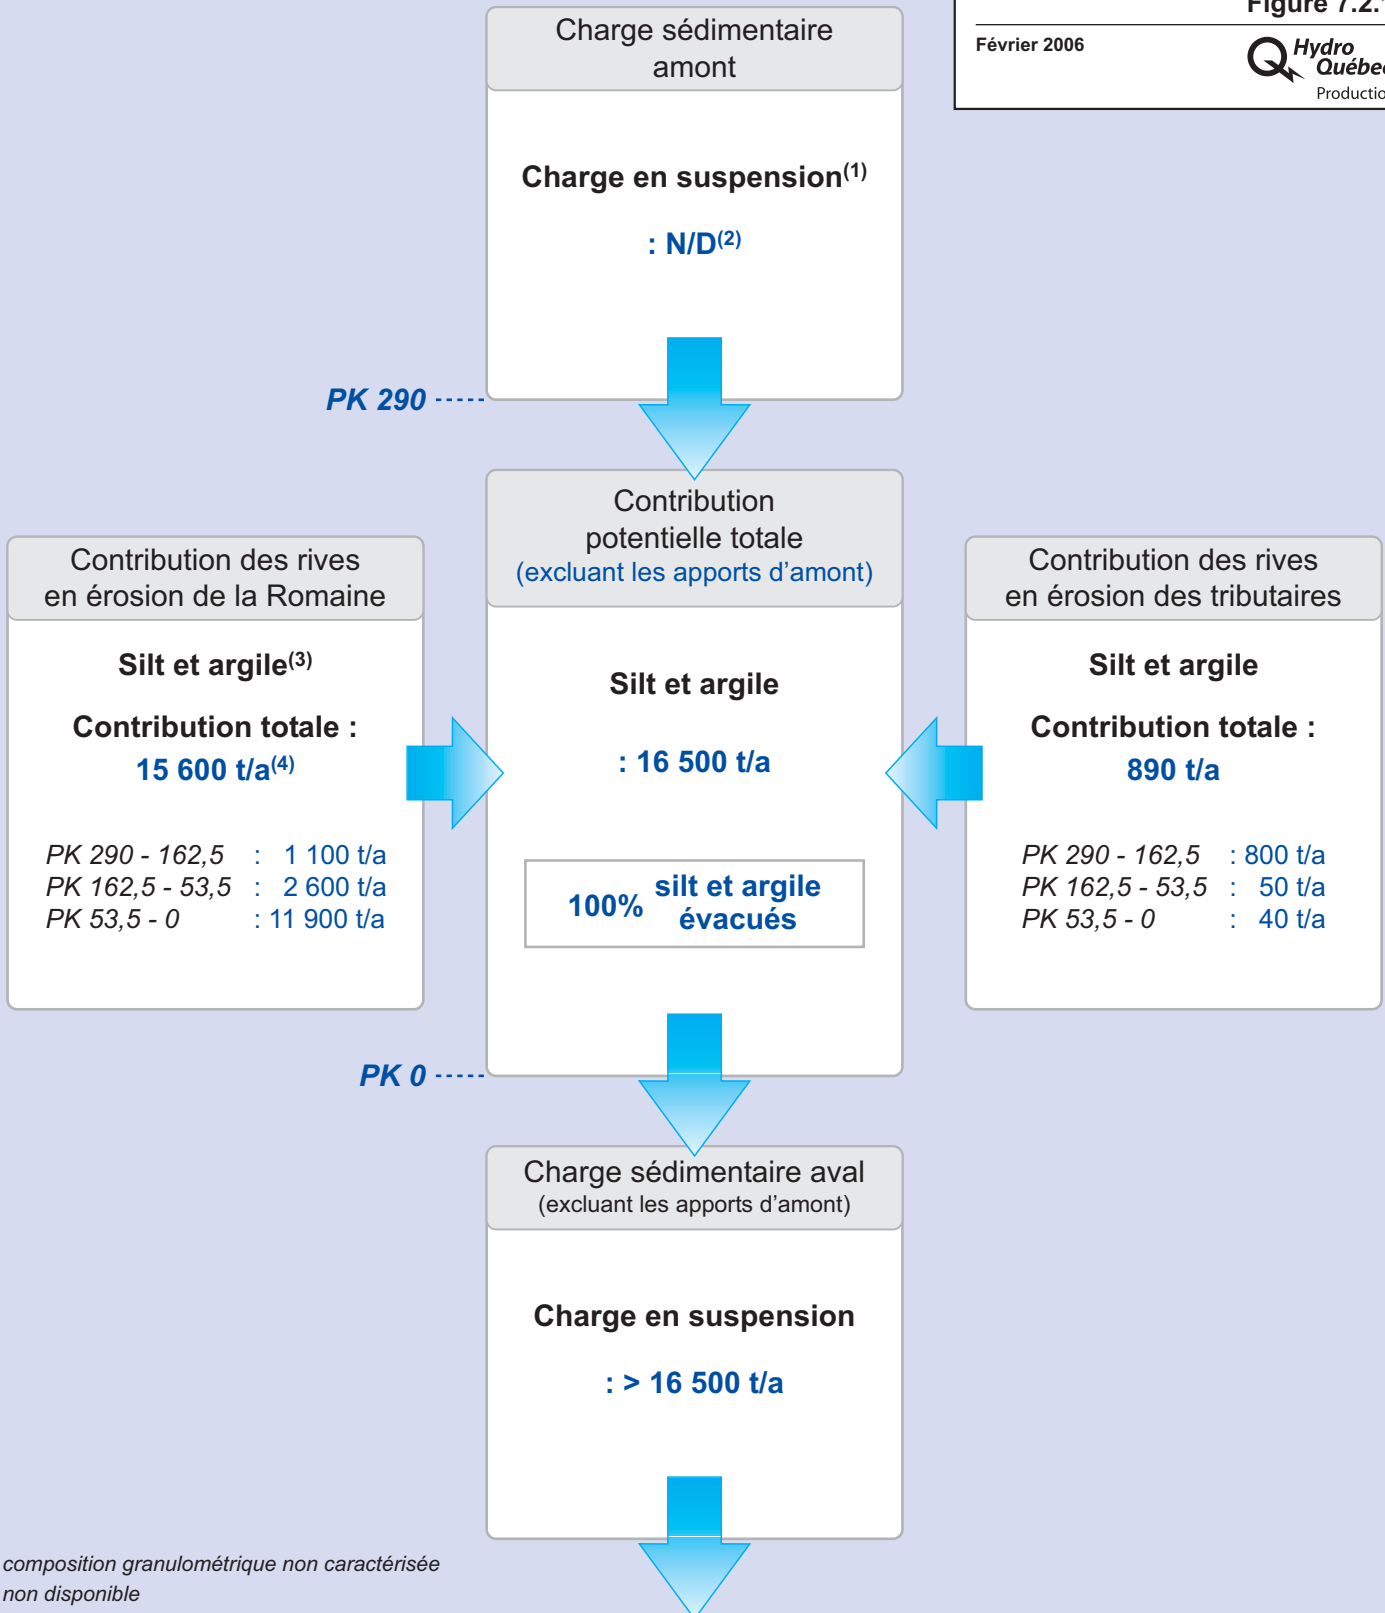 Figure 7.2.
Février 2006
Hydro
Québec
Production
Charge sédimentaire
amont
Charge en suspension(1)
: N/D(2)
PK 290
Contribution
potentielle totale
(excluant les apports d'amont)
Silt et argile
: 16 500 t/a
100% silt et argile
évacués
Contribution des rives
en érosion de la Romaine
Silt et argile(3)
Contribution totale :
15 600 t/a(4)
PK 290 - 162,5 : 1 100 t/a
PK 162,5 - 53,5 : 2 600 t/a
PK 53,5 - 0 : 11 900 t/a
Contribution des rives
en érosion des tributaires
Silt et argile
Contribution totale :
890 t/a
PK 290 - 162,5 : 800 t/a
PK 162,5 - 53,5 : 50 t/a
PK 53,5 - 0 : 40 t/a
PK 0
Charge sédimentaire aval
(excluant les apports d'amont)
Charge en suspension
: > 16 500 t/a
composition granulométrique non caractérisée
non disponible